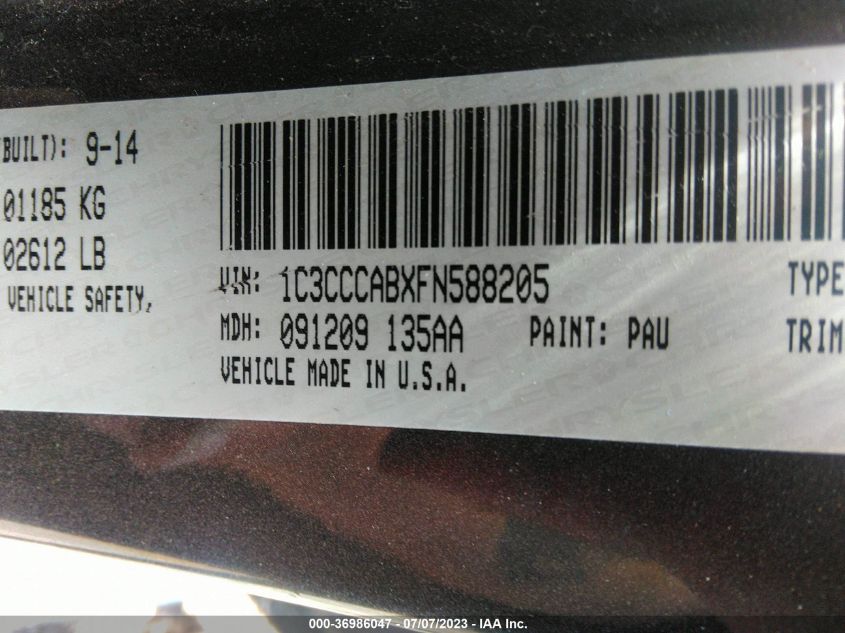 (BUILT): 9-14
01185 KG
02612 LB
VEHICLE SAFETY,
VIN: 1C3CCCABXFN588205
TYPE
MDH: 091209 135AA
PAINT: PAU
TRIM
VEHICLE MADE IN U.S.A.
000-36986047 / 07/07/2023 - © IAA Inc.